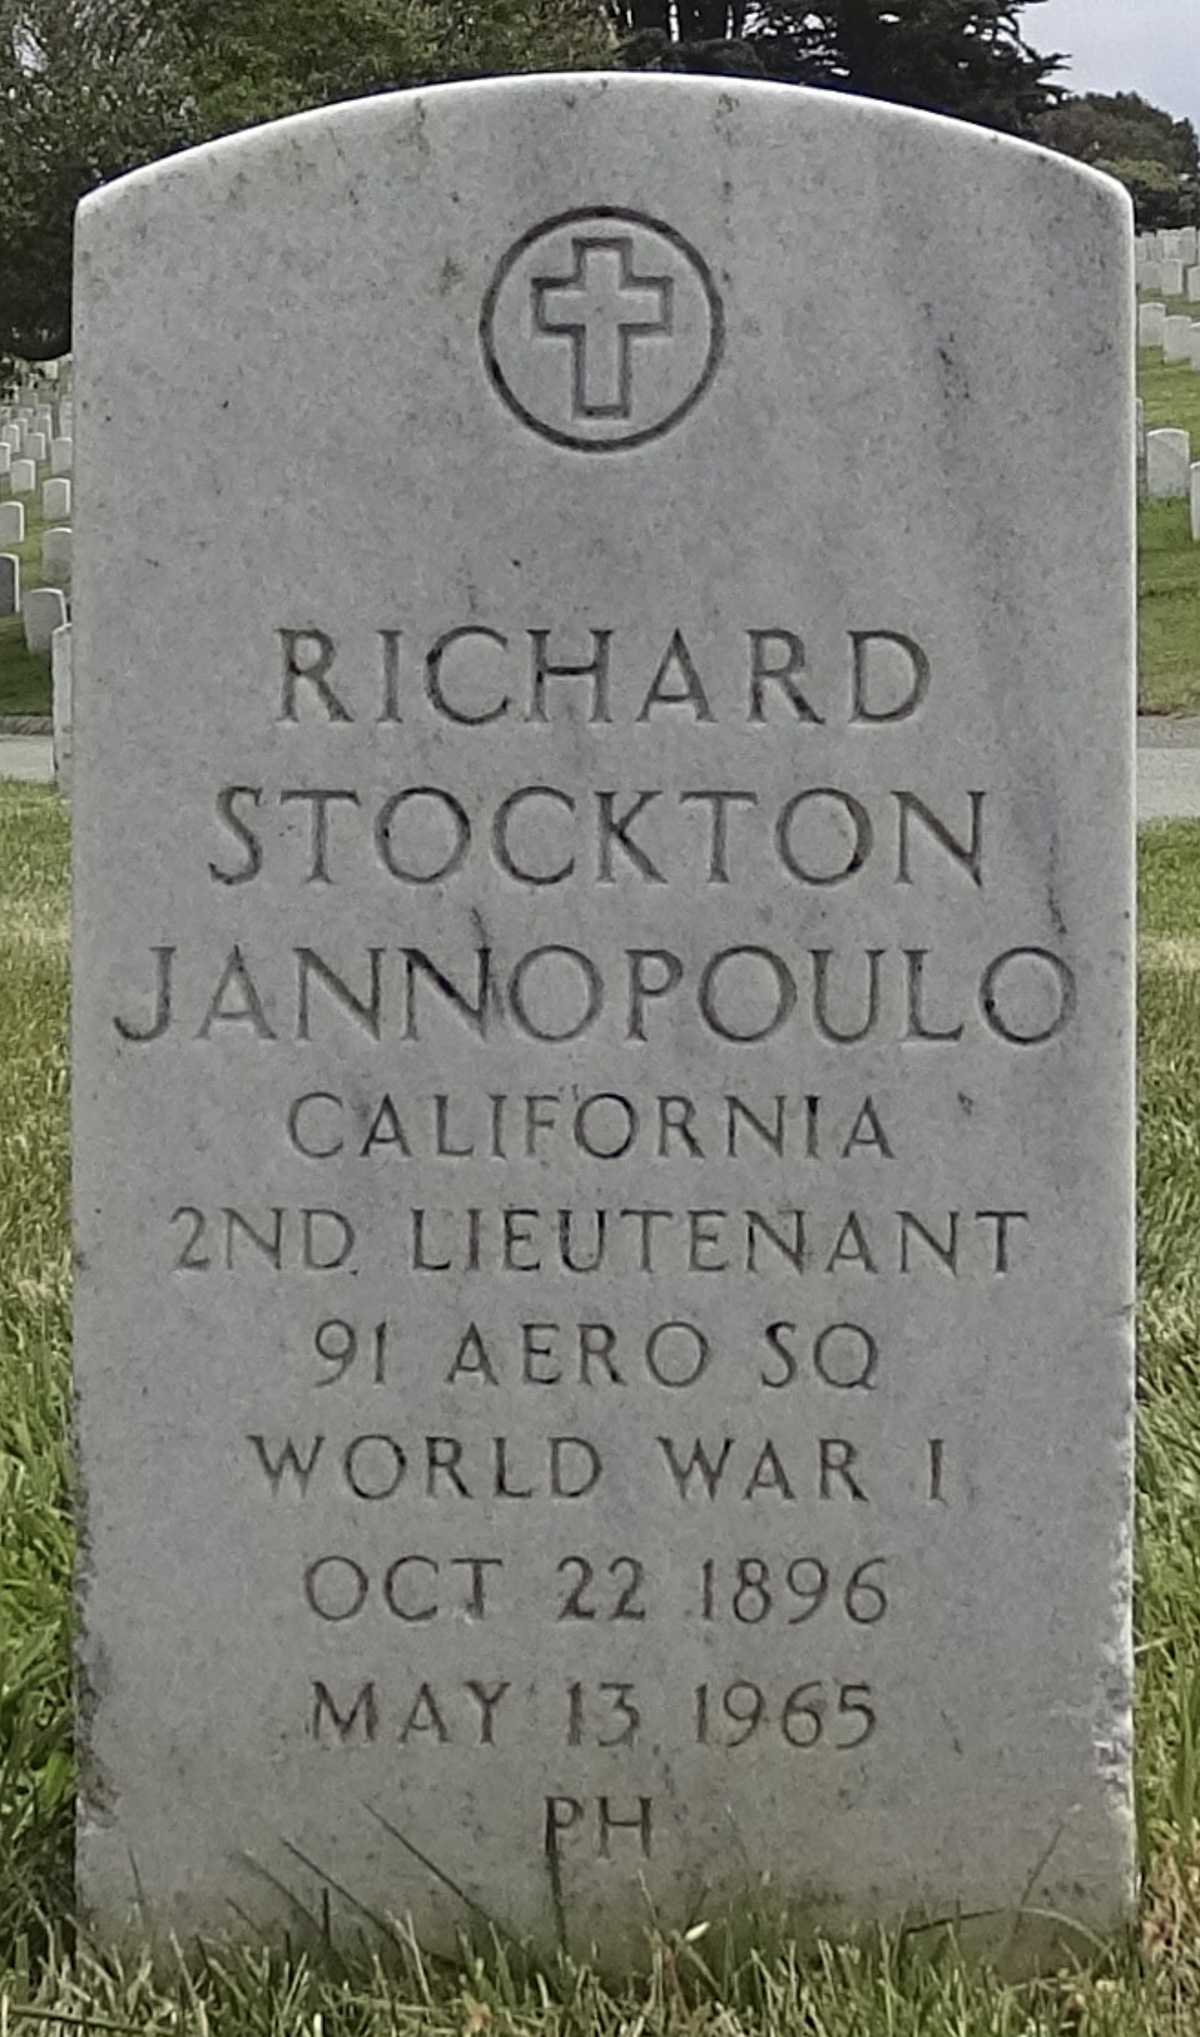 RICHARD
STOCKTON
JANNOPOULO
CALIFORNIA
2ND LIEUTENANT
91 AERO SQ
WORLD WAR I
OCT 22 1896
MAY 13 1965
PH